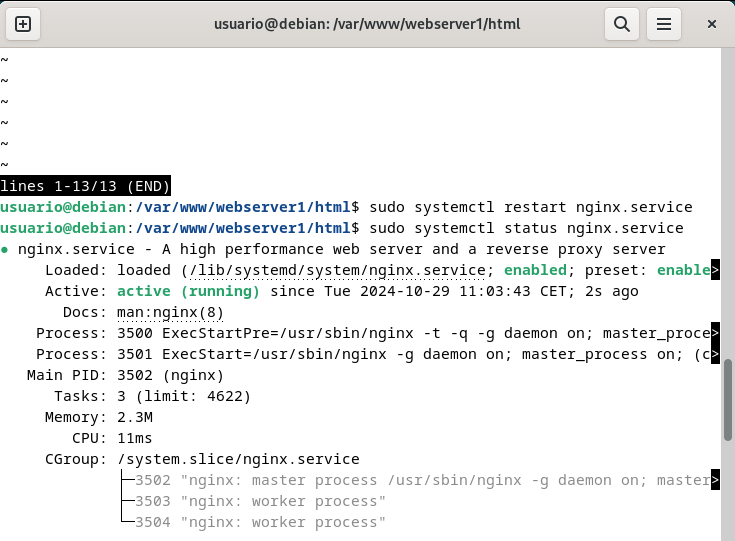 usuario@debian: /var/www/webserver1/html
~
~
~
~
~
~
lines 1-13/13 (END)
usuario@debian:/var/www/webserver1/html$ sudo systemctl restart nginx.service
usuario@debian:/var/www/webserver1/html$ sudo systemctl status nginx.service
● nginx.service - A high performance web server and a reverse proxy server
     Loaded: loaded (/lib/systemd/system/nginx.service; enabled; preset: enable>
     Active: active (running) since Tue 2024-10-29 11:03:43 CET; 2s ago
       Docs: man:nginx(8)
    Process: 3500 ExecStartPre=/usr/sbin/nginx -t -q -g daemon on; master_proce>
    Process: 3501 ExecStart=/usr/sbin/nginx -g daemon on; master_process on; (c>
   Main PID: 3502 (nginx)
      Tasks: 3 (limit: 4622)
     Memory: 2.3M
        CPU: 11ms
     CGroup: /system.slice/nginx.service
             ├─3502 "nginx: master process /usr/sbin/nginx -g daemon on; master>
             ├─3503 "nginx: worker process"
             └─3504 "nginx: worker process"